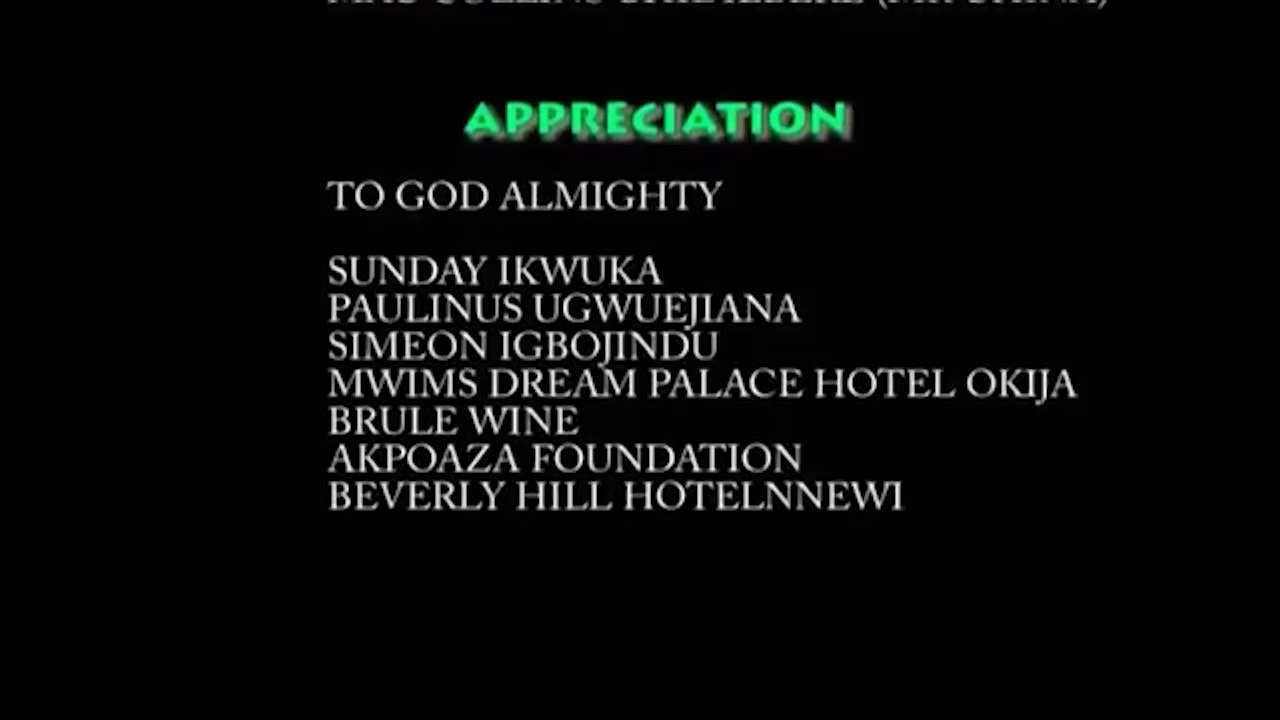 APPRECIATION
TO GOD ALMIGHTY
SUNDAY IKWUKA
PAULINUS UGWUEJIANA
SIMEON IGBOJINDU
MWIMS DREAM PALACE HOTEL OKIJA
BRULE WINE
AKPOAZA FOUNDATION
BEVERLY HILL HOTELNNEWI